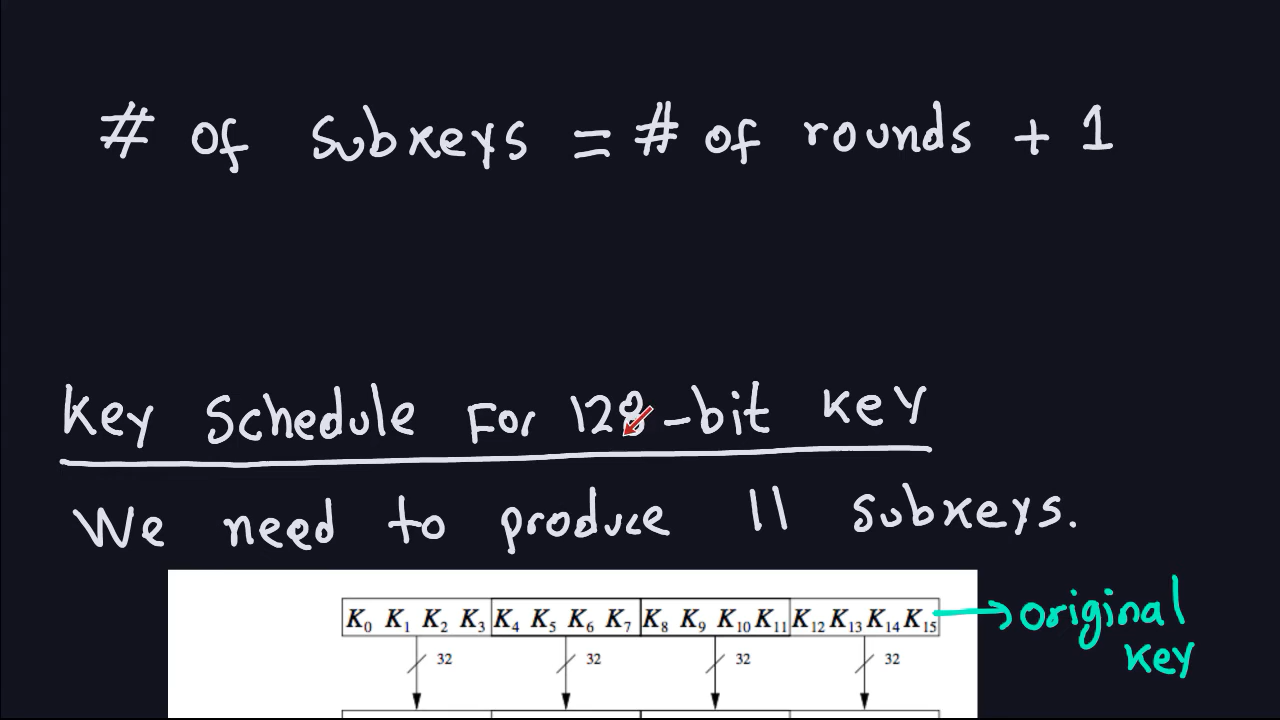 # of subkeys = # of rounds + 1
Key Schedule For 128-bit Key
We need to produce 11 subkeys.
K₀ K₁ K₂ K₃ K₄ K₅ K₆ K₇ K₈ K₉ K₁₀ K₁₁ K₁₂ K₁₃ K₁₄ K₁₅
original
key
32 32 32 32